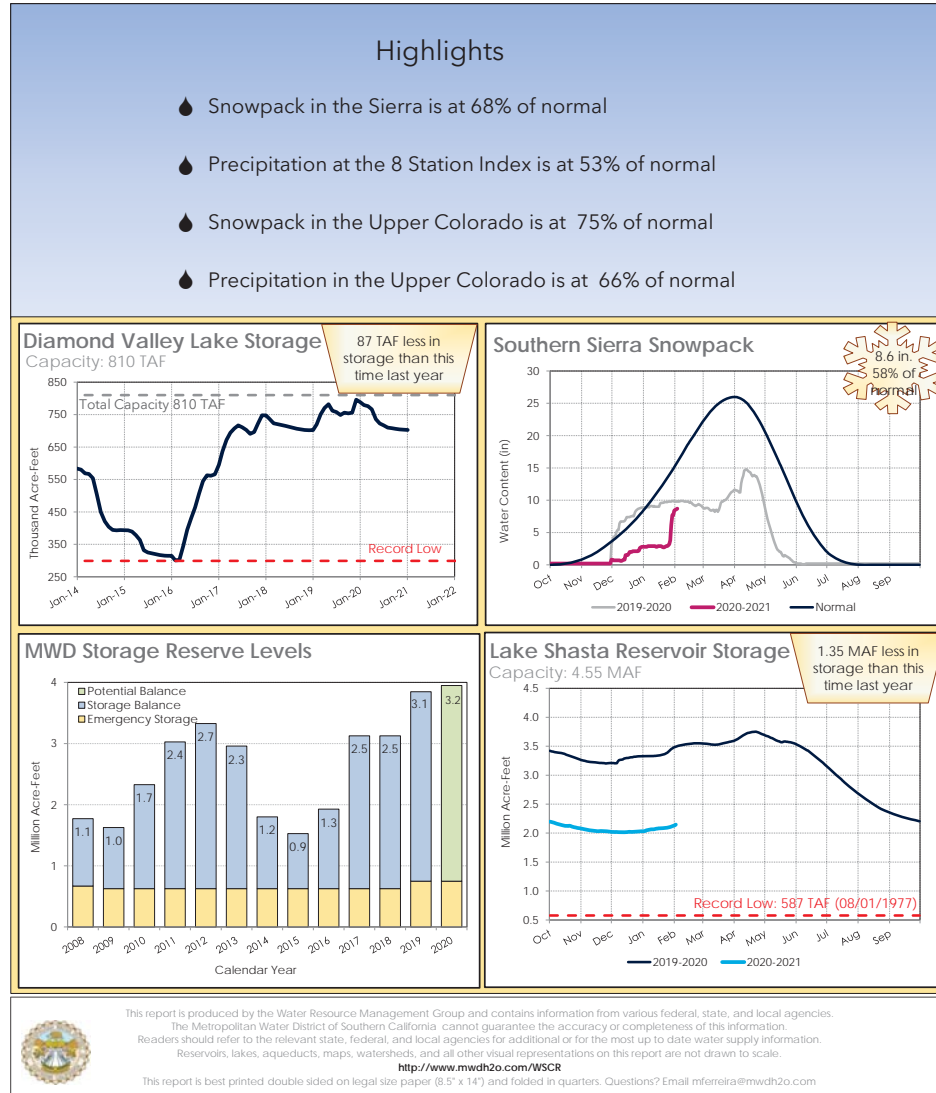 Highlights
Snowpack in the Sierra is at 68% of normal
Precipitation at the 8 Station Index is at 53% of normal
Snowpack in the Upper Colorado is at 75% of normal
Precipitation in the Upper Colorado is at 66% of normal
Diamond Valley Lake Storage
Capacity: 810 TAF
87 TAF less in
storage than this
time last year
850
750
650
550
450
350
250
Thousand Acre-Feet
Total Capacity 810 TAF
Record Low
Jan-14
Jan-15
Jan-16
Jan-17
Jan-18
Jan-19
Jan-20
Jan-21
Jan-22
Southern Sierra Snowpack
8.6 in.
58% of
normal
30
25
20
15
10
5
0
Water Content (in)
Oct
Nov
Dec
Jan
Feb
Mar
Apr
May
Jun
Jul
Aug
Sep
2019-2020
2020-2021
Normal
MWD Storage Reserve Levels
4
3
2
1
0
Million Acre-Feet
Potential Balance
Storage Balance
Emergency Storage
1.1
1.0
1.7
2.4
2.7
2.3
1.2
0.9
1.3
2.5
2.5
3.1
3.2
2008
2009
2010
2011
2012
2013
2014
2015
2016
2017
2018
2019
2020
Calendar Year
Lake Shasta Reservoir Storage
Capacity: 4.55 MAF
1.35 MAF less in
storage than this
time last year
4.5
4.0
3.5
3.0
2.5
2.0
1.5
1.0
0.5
Million Acre-Feet
Record Low: 587 TAF (08/01/1977)
Oct
Nov
Dec
Jan
Feb
Mar
Apr
May
Jun
Jul
Aug
Sep
2019-2020
2020-2021
This report is produced by the Water Resource Management Group and contains information from various federal, state, and local agencies.
The Metropolitan Water District of Southern California cannot guarantee the accuracy or completeness of this information.
Readers should refer to the relevant state, federal, and local agencies for additional or for the most up to date water supply information.
Reservoirs, lakes, aqueducts, maps, watersheds, and all other visual representations on this report are not drawn to scale.
http://www.mwdh2o.com/WSCR
This report is best printed double sided on legal size paper (8.5" x 14") and folded in quarters. Questions? Email mferreira@mwdh2o.com